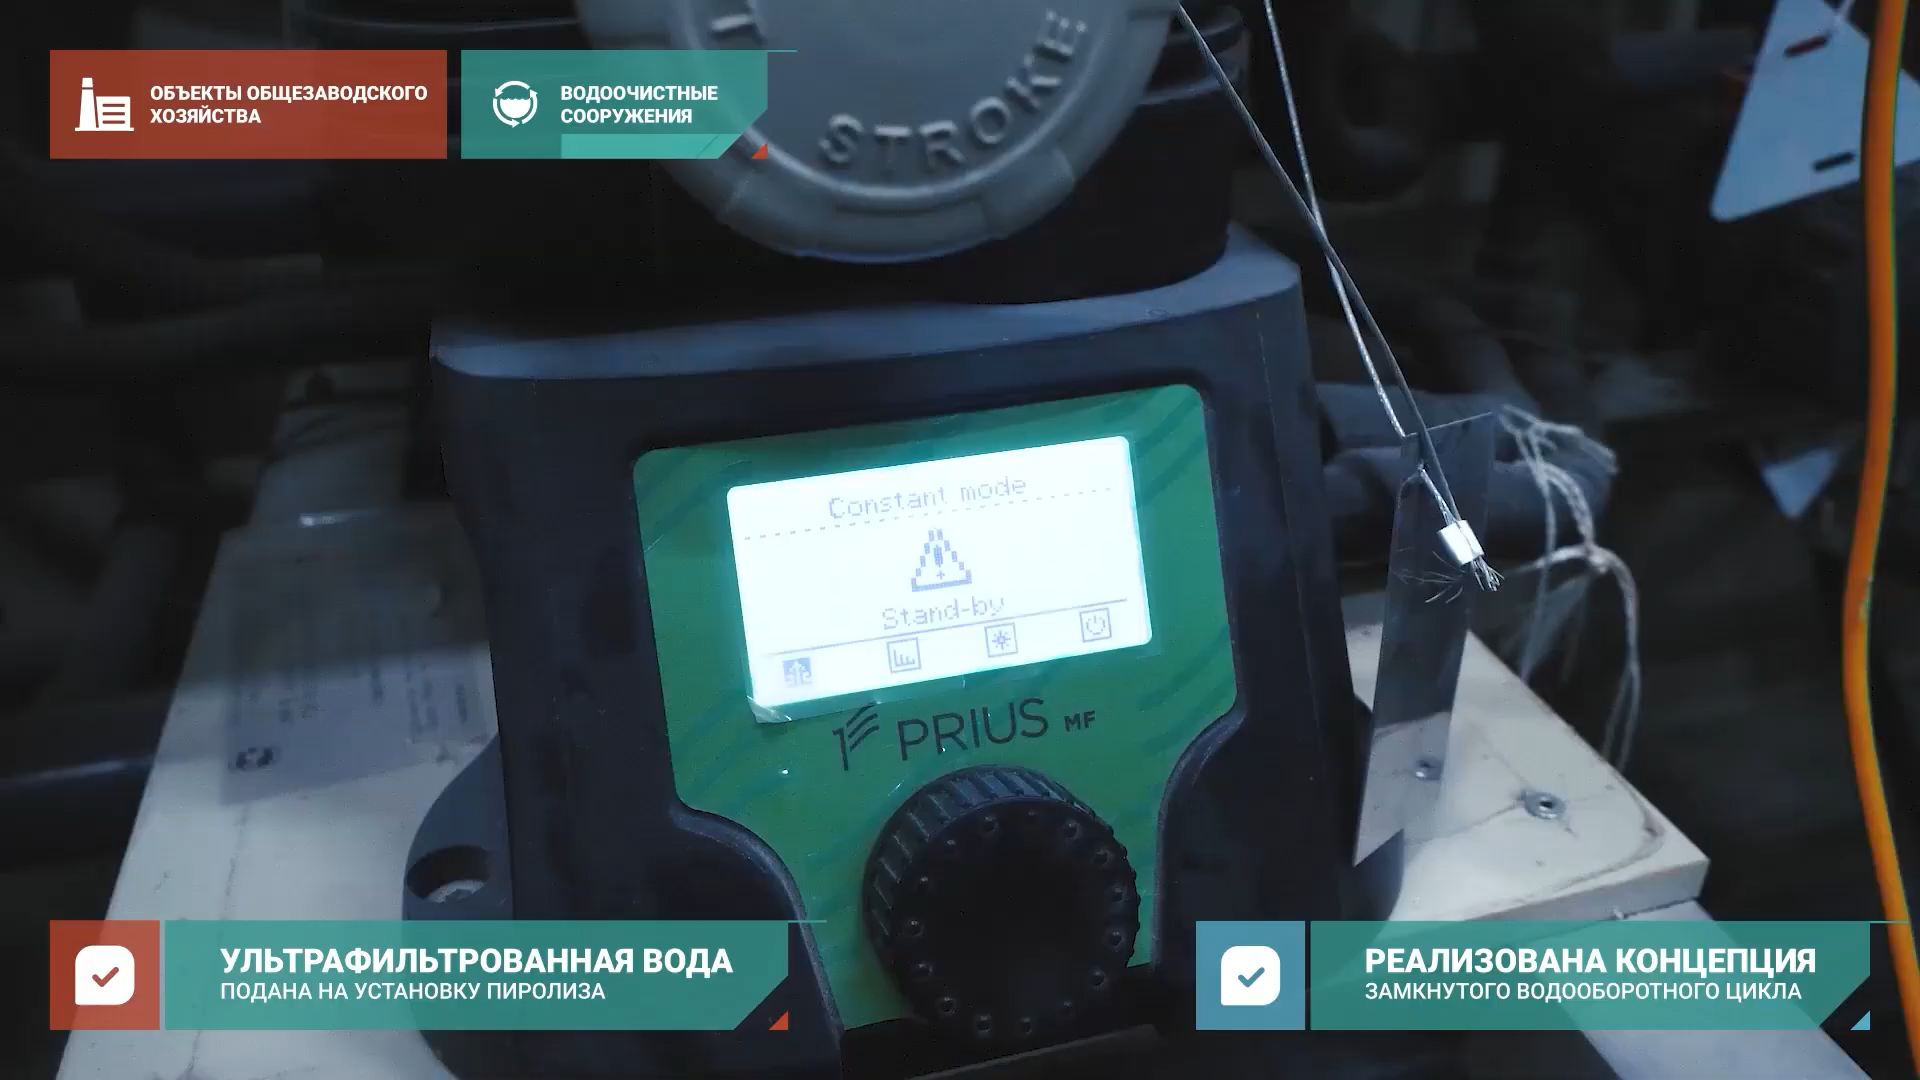 ОБЪЕКТЫ ОБЩЕЗАВОДСКОГО
ХОЗЯЙСТВА
ВОДООЧИСТНЫЕ
СООРУЖЕНИЯ
STROKE
Constant mode
Stand-by
PRIUS MF
УЛЬТРАФИЛЬТРОВАННАЯ ВОДА
ПОДАНА НА УСТАНОВКУ ПИРОЛИЗА
РЕАЛИЗОВАНА КОНЦЕПЦИЯ
ЗАМКНУТОГО ВОДООБОРОТНОГО ЦИКЛА